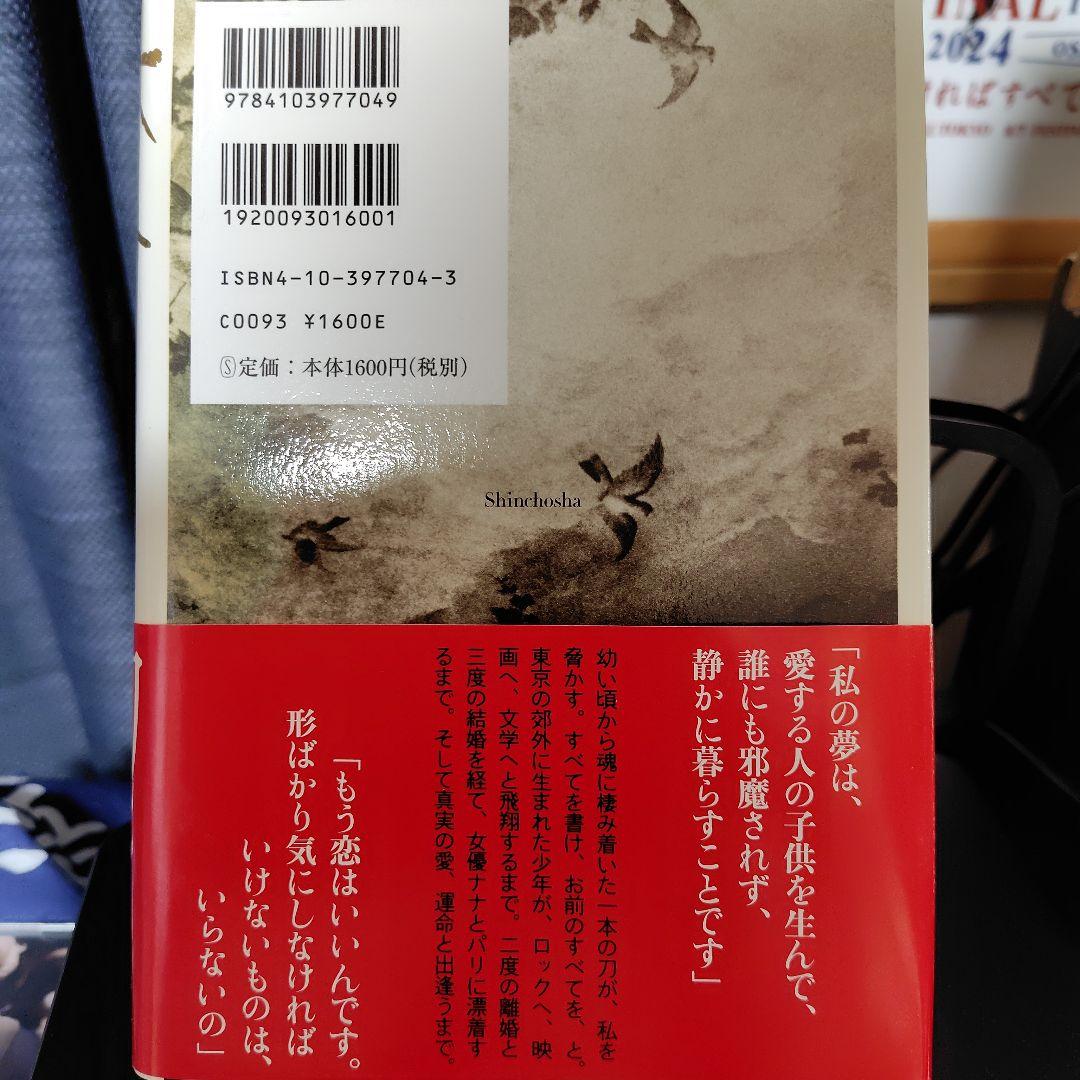 9784103977049
1920093016001
ISBN4-10-397704-3
C0093 ¥1600E
Ⓢ定価：本体1600円(税別)
Shinchosha
「私の夢は、
愛する人の子供を生んで、
誰にも邪魔されず、
静かに暮らすことです」
幼い頃から魂に棲み着いた一本の刀が、私を
脅かす。すべてを書け、お前のすべてを、と。
東京の郊外に生まれた少年が、ロックへ、映
画へ、文学へと飛翔するまで。二度の離婚と
三度の結婚を経て、女優ナナとパリに漂着す
るまで。そして真実の愛、運命と出逢うまで。
「もう恋はいいんです。
形ばかり気にしなければ
いけないものは、
いらないの」
2024
ければすべて